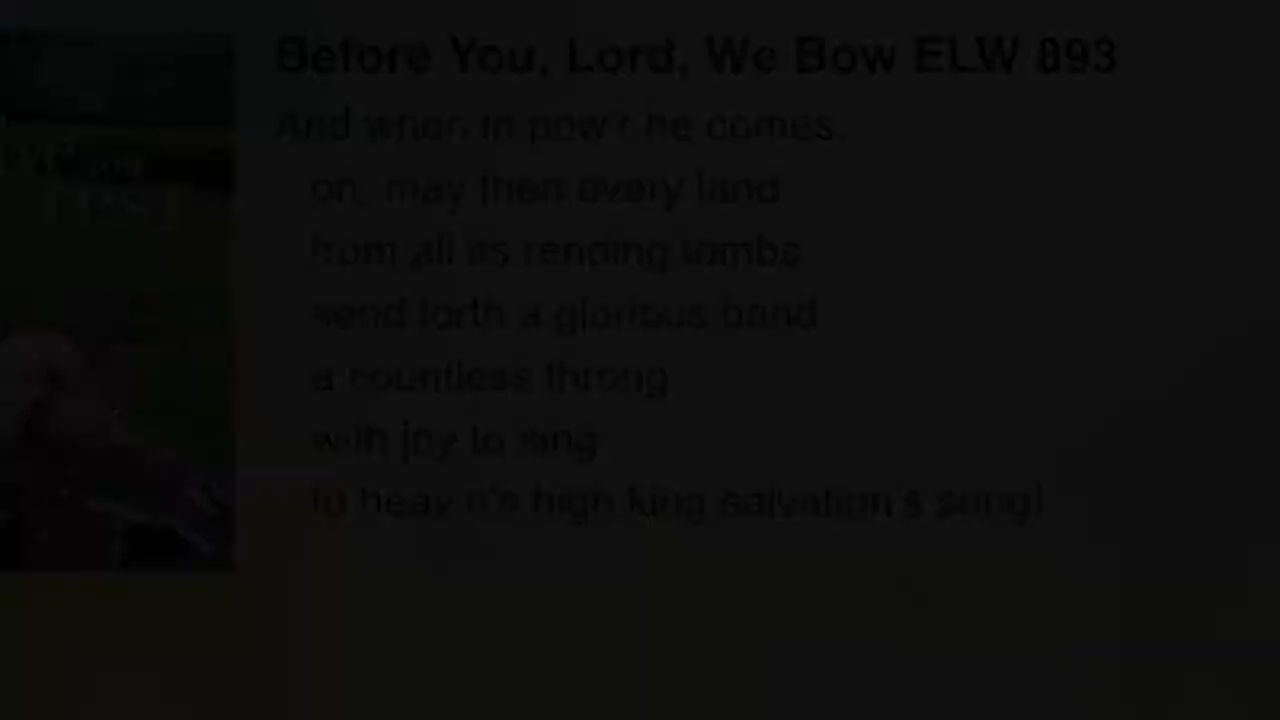 Before You, Lord, We Bow ELW 893
And when in pow'r he comes,
on, may then every land
from all its rending tombs
send forth a glorious band
a countless throng
with joy to sing
to heav'n's high king salvation's song!